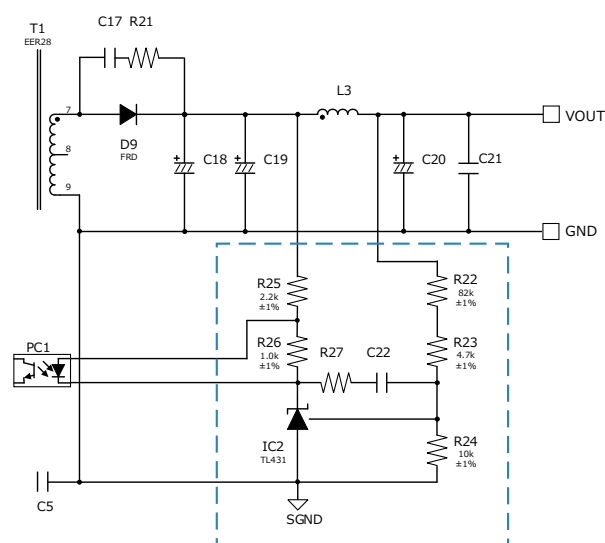 T1
EER28
C17 R21
7
8
9
D9
FRD
C18
C19
L3
C20
C21
VOUT
GND
R25
2.2k
±1%
R22
82k
±1%
PC1
R26
1.0k
±1%
R27
C22
R23
4.7k
±1%
IC2
TL431
R24
10k
±1%
C5
SGND